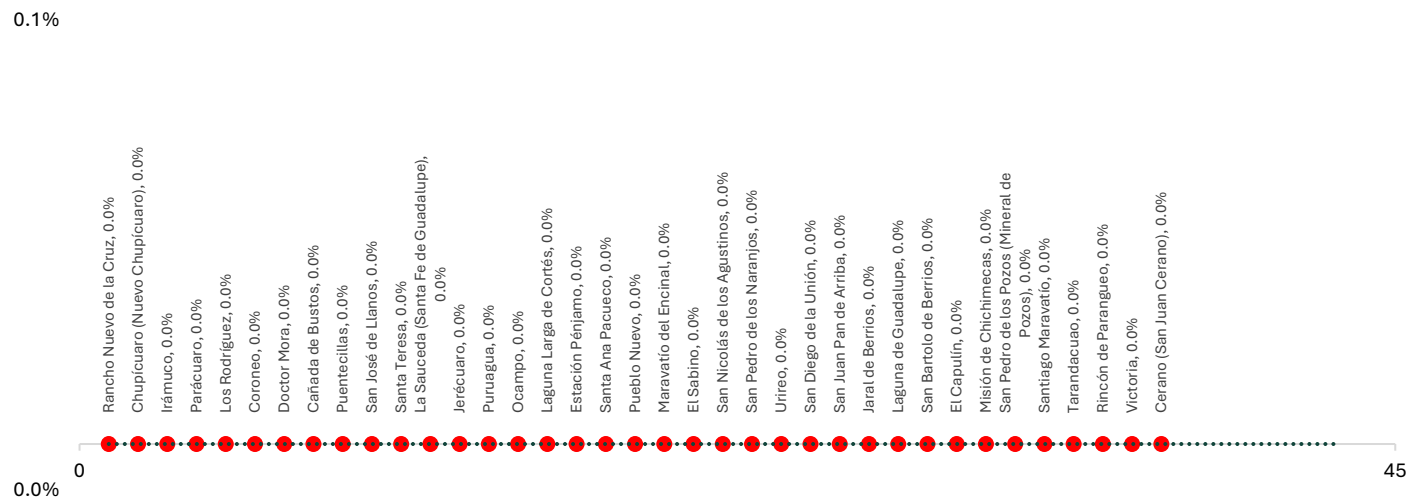 0.1%
Rancho Nuevo de la Cruz, 0.0%
Chupícuaro (Nuevo Chupícuaro), 0.0%
Irámuco, 0.0%
Parácuaro, 0.0%
Los Rodríguez, 0.0%
Coroneo, 0.0%
Doctor Mora, 0.0%
Cañada de Bustos, 0.0%
Puentecillas, 0.0%
San José de Llanos, 0.0%
Santa Teresa, 0.0%
La Sauceda (Santa Fe de Guadalupe),
0.0%
Jerécuaro, 0.0%
Puruagua, 0.0%
Ocampo, 0.0%
Laguna Larga de Cortés, 0.0%
Estación Pénjamo, 0.0%
Santa Ana Pacueco, 0.0%
Pueblo Nuevo, 0.0%
Maravatío del Encinal, 0.0%
El Sabino, 0.0%
San Nicolás de los Agustinos, 0.0%
San Pedro de los Naranjos, 0.0%
Urireo, 0.0%
San Diego de la Unión, 0.0%
San Juan Pan de Arriba, 0.0%
Jaral de Berrios, 0.0%
Laguna de Guadalupe, 0.0%
San Bartolo de Berrios, 0.0%
El Capulín, 0.0%
Misión de Chichimecas, 0.0%
San Pedro de los Pozos (Mineral de
Pozos), 0.0%
Santiago Maravatío, 0.0%
Tarandacuao, 0.0%
Rincón de Parangueo, 0.0%
Victoria, 0.0%
Cerano (San Juan Cerano), 0.0%
0
45
0.0%